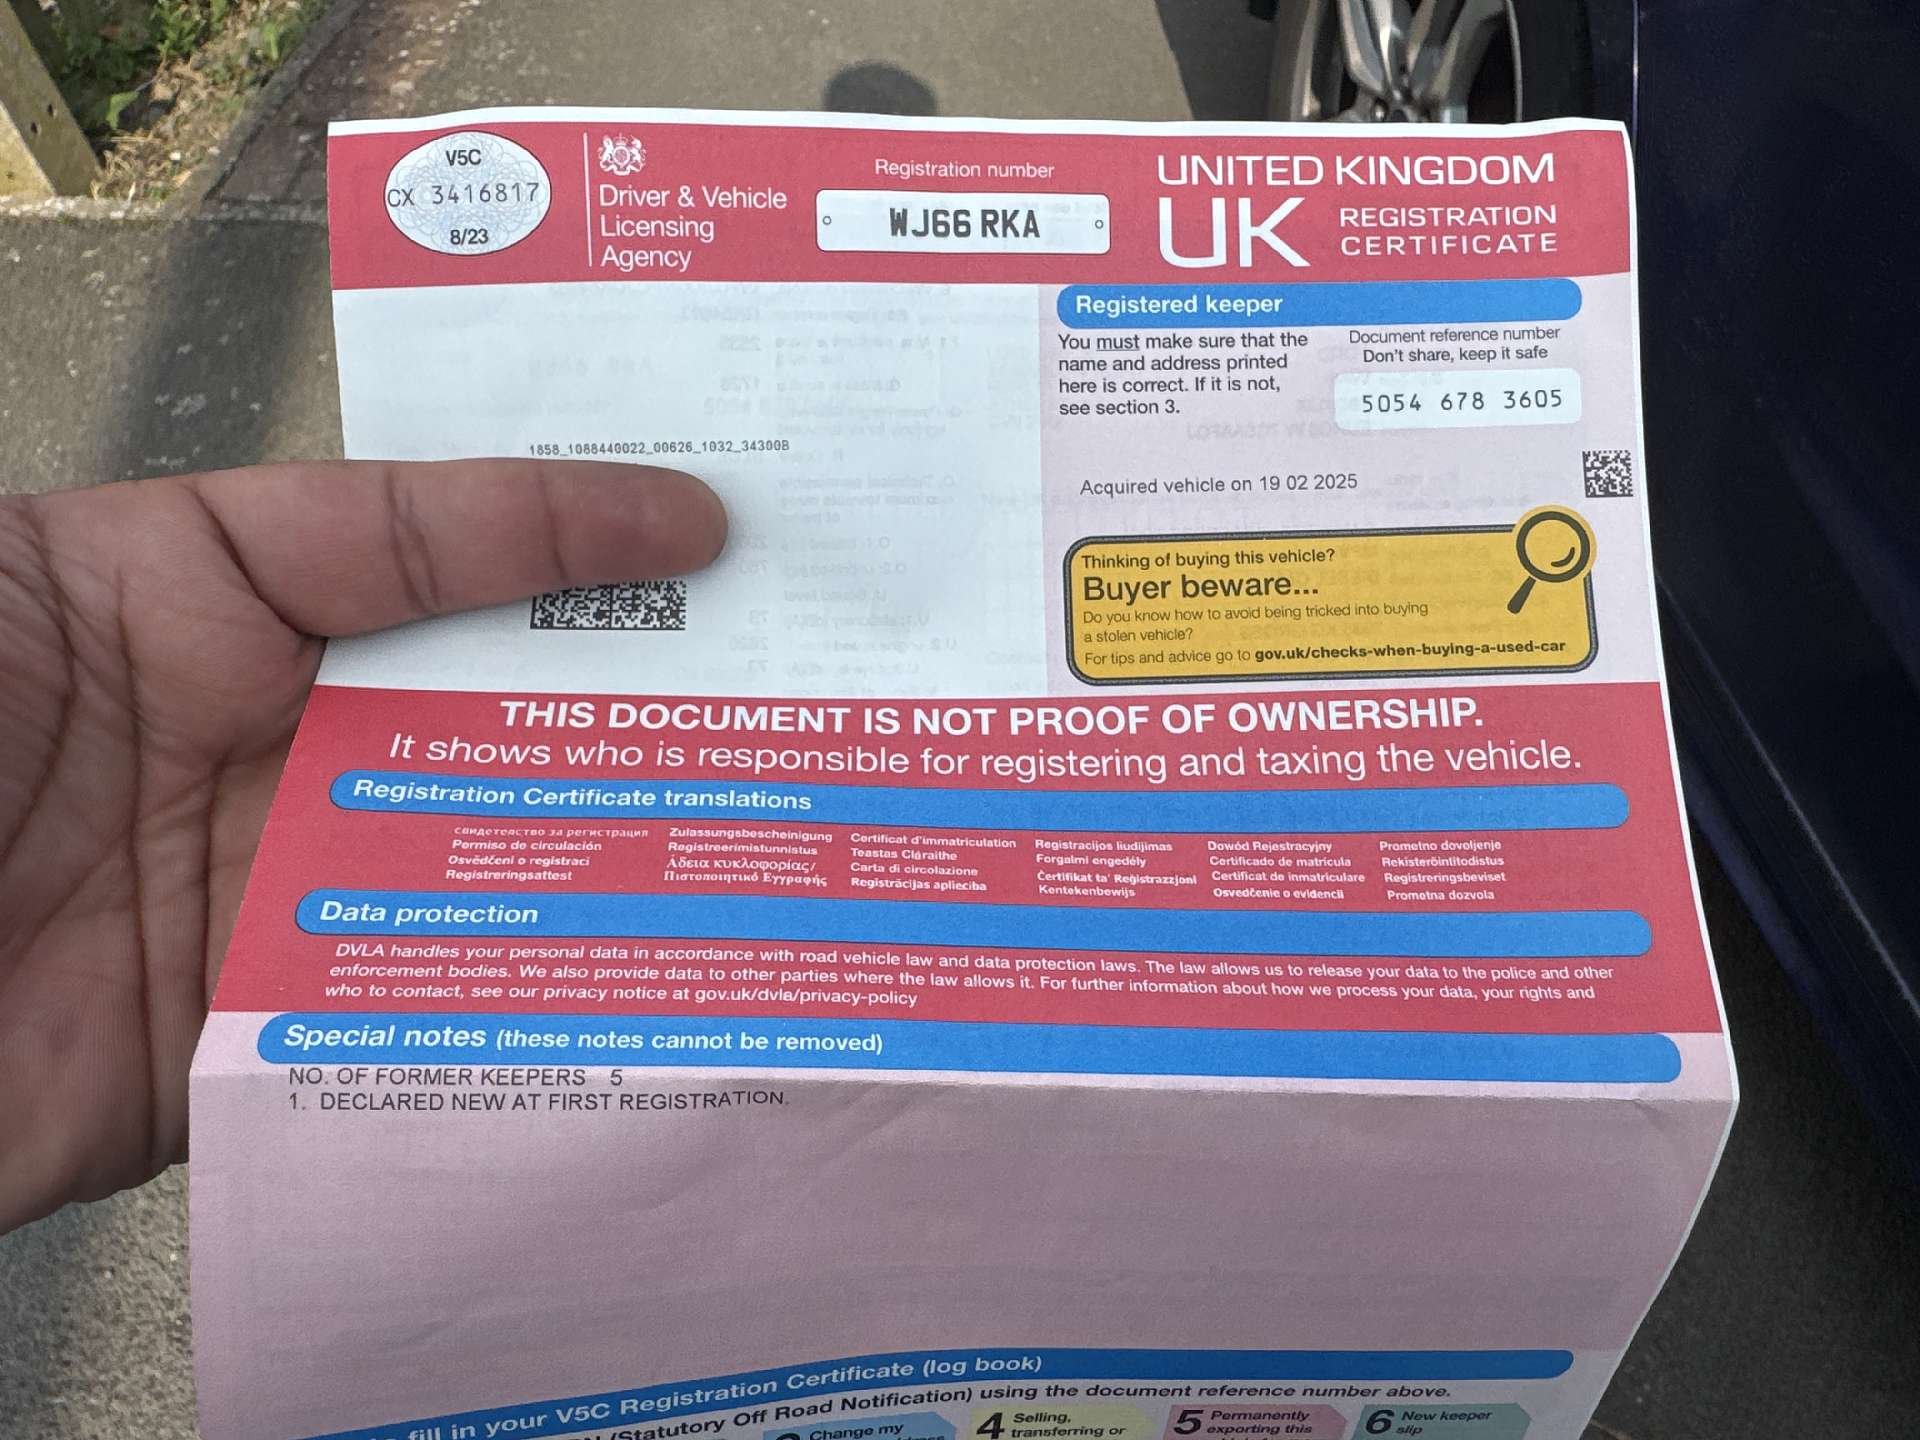 V5C
CX 3416817
8/23
Driver & Vehicle
Licensing
Agency
Registration number
WJ66 RKA
UNITED KINGDOM
UK REGISTRATION
CERTIFICATE
Registered keeper
You must make sure that the
name and address printed
here is correct. If it is not,
see section 3.
Document reference number
Don't share, keep it safe
5054 678 3605
1858_1088440022_00626_1032_34300B
Acquired vehicle on 19 02 2025
Thinking of buying this vehicle?
Buyer beware...
Do you know how to avoid being tricked into buying
a stolen vehicle?
For tips and advice go to gov.uk/checks-when-buying-a-used-car
THIS DOCUMENT IS NOT PROOF OF OWNERSHIP.
It shows who is responsible for registering and taxing the vehicle.
Registration Certificate translations
Свидетелство за регистрация
Permiso de circulación
Osvědčení o registraci
Registreringsattest
Zulassungsbescheinigung
Registreerimistunnistus
Άδεια κυκλοφορίας/
Πιστοποιητικό Εγγραφής
Certificat d'immatriculation
Teastas Cláraithe
Carta di circolazione
Reģistrācijas apliecība
Registracijos liudijimas
Forgalmi engedély
Ċertifikat ta' Reġistrazzjoni
Kentekenbewijs
Dowód Rejestracyjny
Certificado de matrícula
Certificat de inmatriculare
Osvedčenie o evidencii
Prometno dovoljenje
Rekisteröintitodistus
Registreringsbeviset
Prometna dozvola
Data protection
DVLA handles your personal data in accordance with road vehicle law and data protection laws. The law allows us to release your data to the police and other
enforcement bodies. We also provide data to other parties where the law allows it. For further information about how we process your data, your rights and
who to contact, see our privacy notice at gov.uk/dvla/privacy-policy
Special notes (these notes cannot be removed)
NO. OF FORMER KEEPERS 5
1. DECLARED NEW AT FIRST REGISTRATION.
fill in your V5C Registration Certificate (log book)
(Statutory Off Road Notification) using the document reference number above.
Change my
4 Selling,
transferring or
5 Permanently
exporting this
6 New keeper
slip